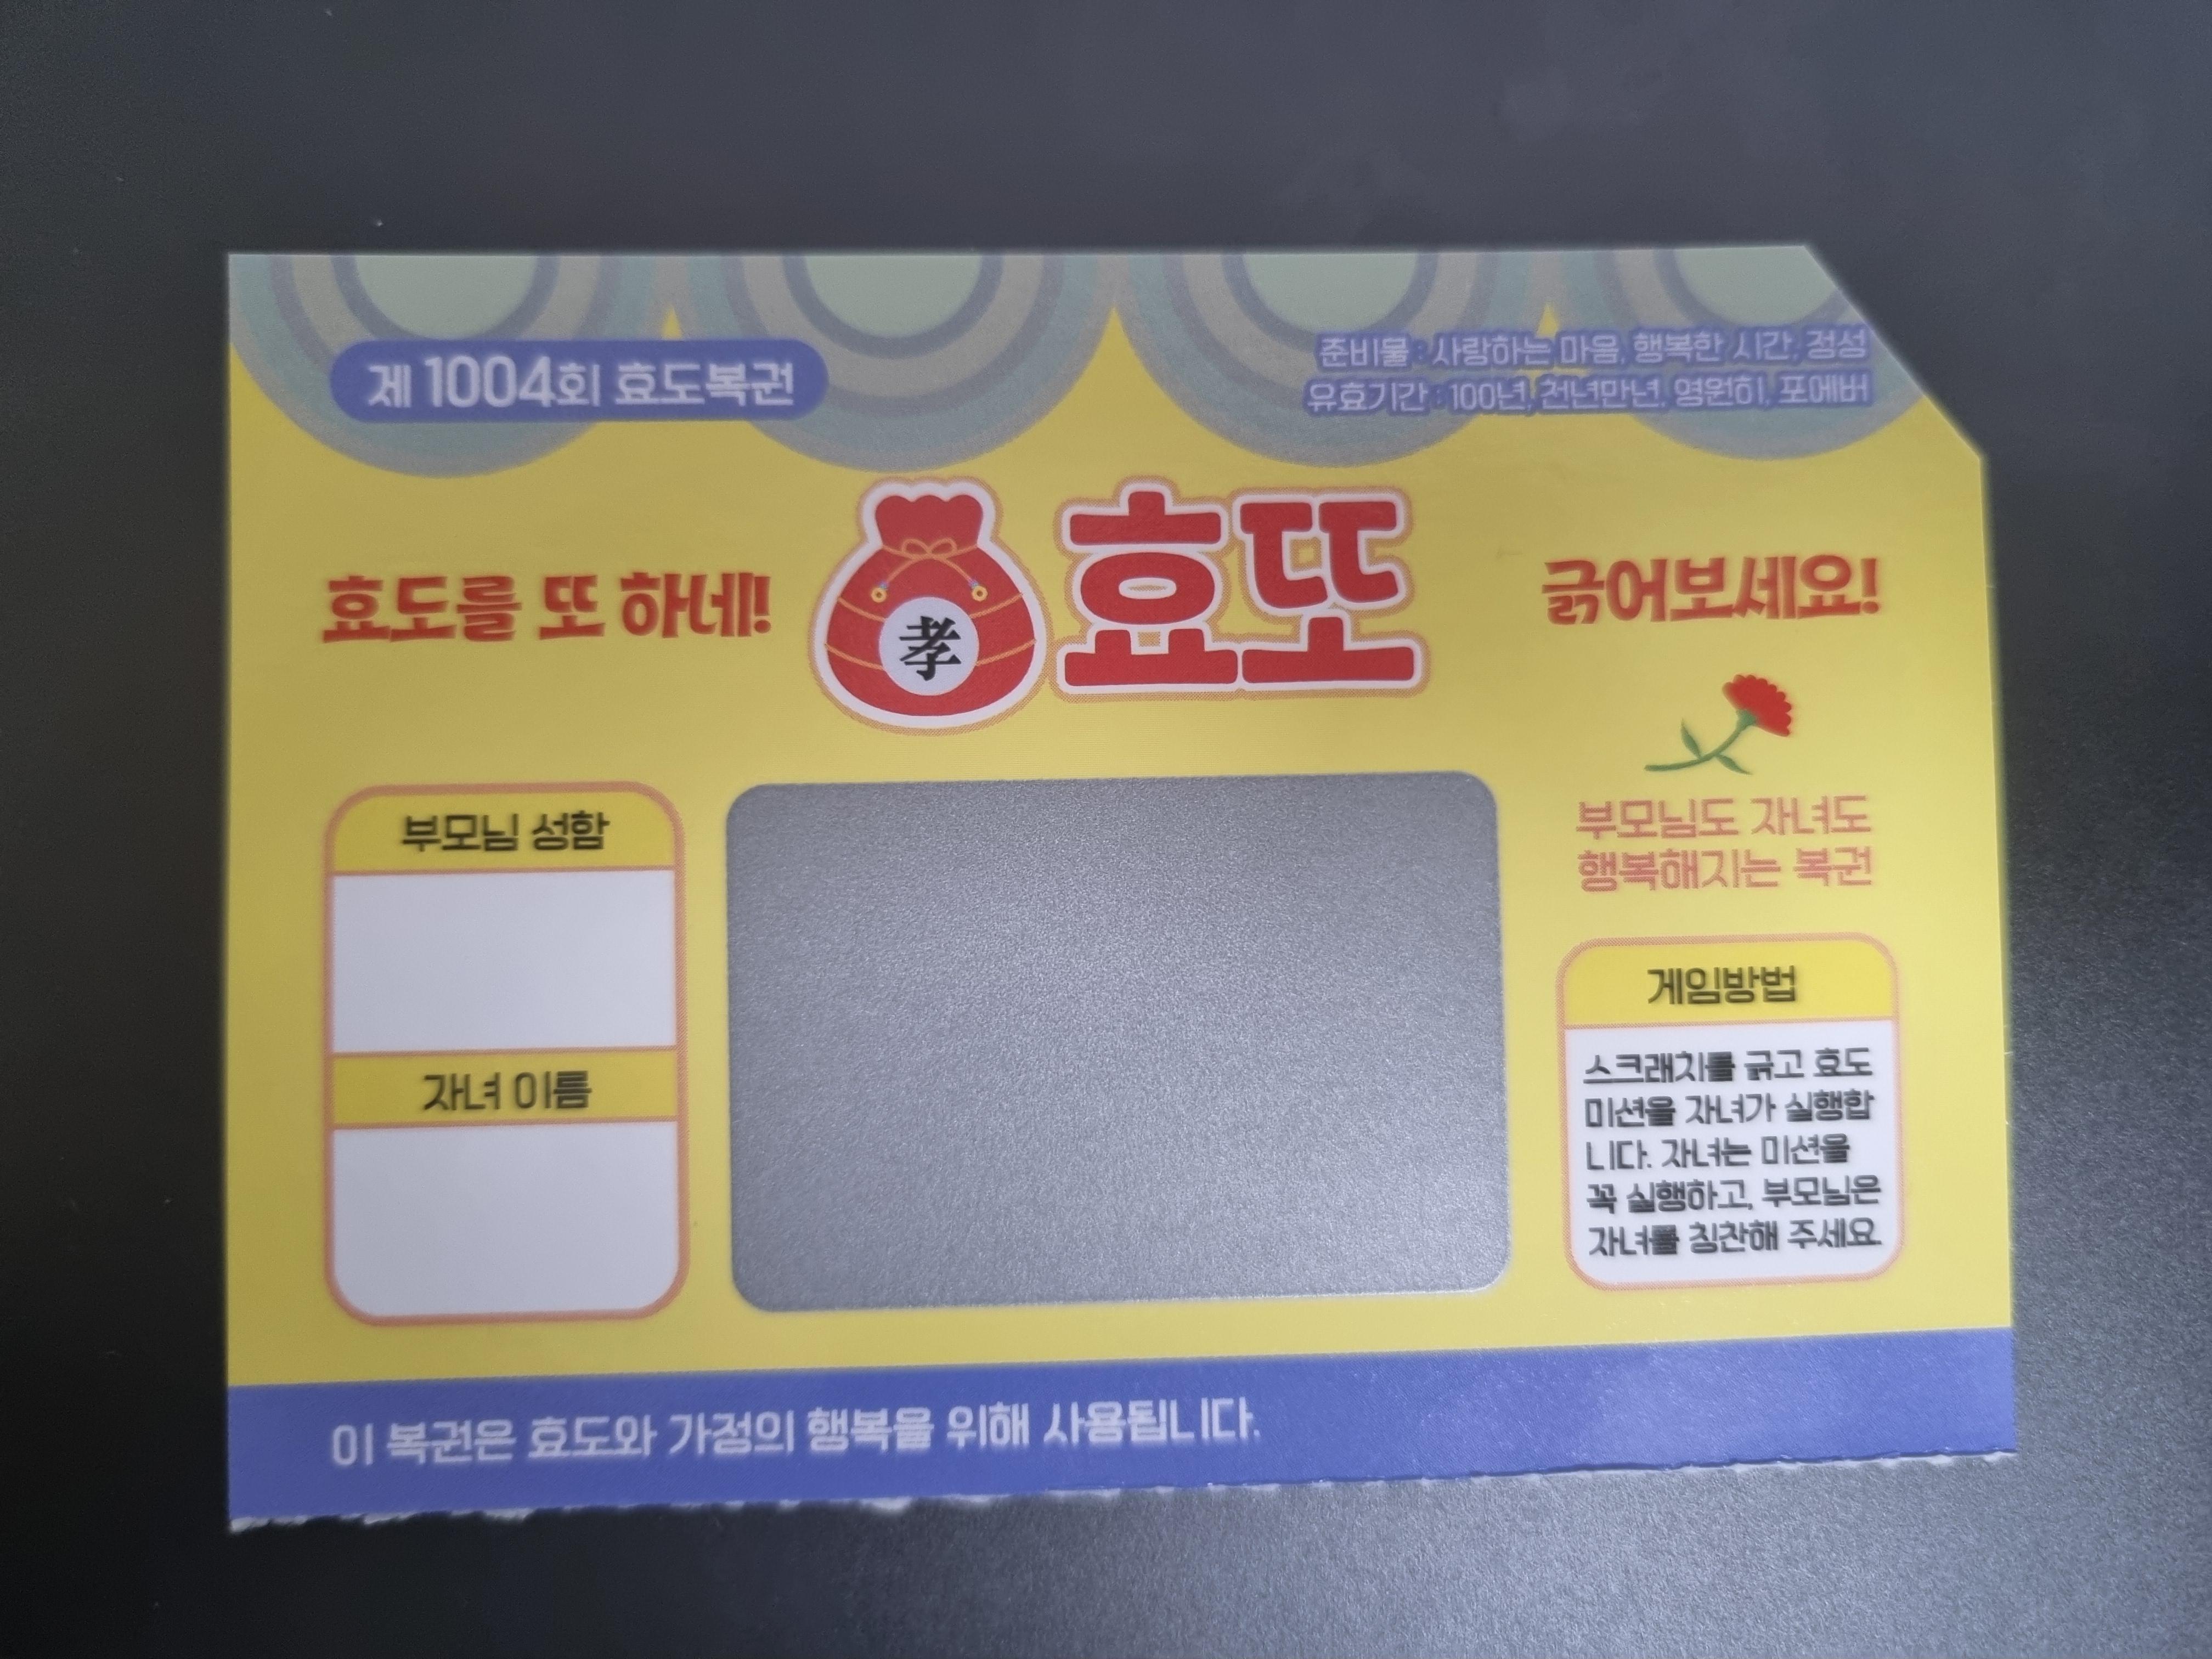 제 1004회 효도복권
준비물 : 사랑하는 마음, 행복한 시간, 정성
유효기간 : 100년, 천년만년, 영원히, 포에버
효도를 또 하네!
孝
효또
긁어보세요!
부모님 성함
자녀 이름
부모님도 자녀도
행복해지는 복권
게임방법
스크래치를 긁고 효도
미션을 자녀가 실행합
니다. 자녀는 미션을
꼭 실행하고, 부모님은
자녀를 칭찬해 주세요
이 복권은 효도와 가정의 행복을 위해 사용됩니다.